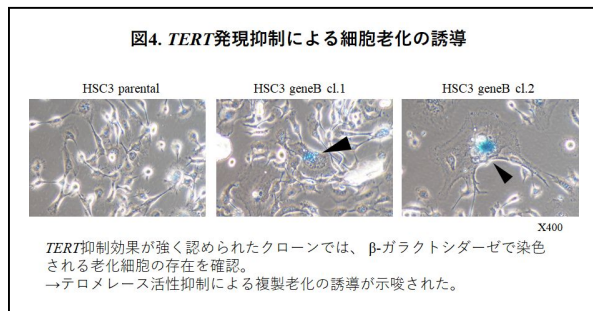 図4. TERT発現抑制による細胞老化の誘導
HSC3 parental
HSC3 geneB cl.1
HSC3 geneB cl.2
X400
TERT抑制効果が強く認められたクローンでは、 β-ガラクトシダーゼで染色
される老化細胞の存在を確認。
→テロメレース活性抑制による複製老化の誘導が示唆された。